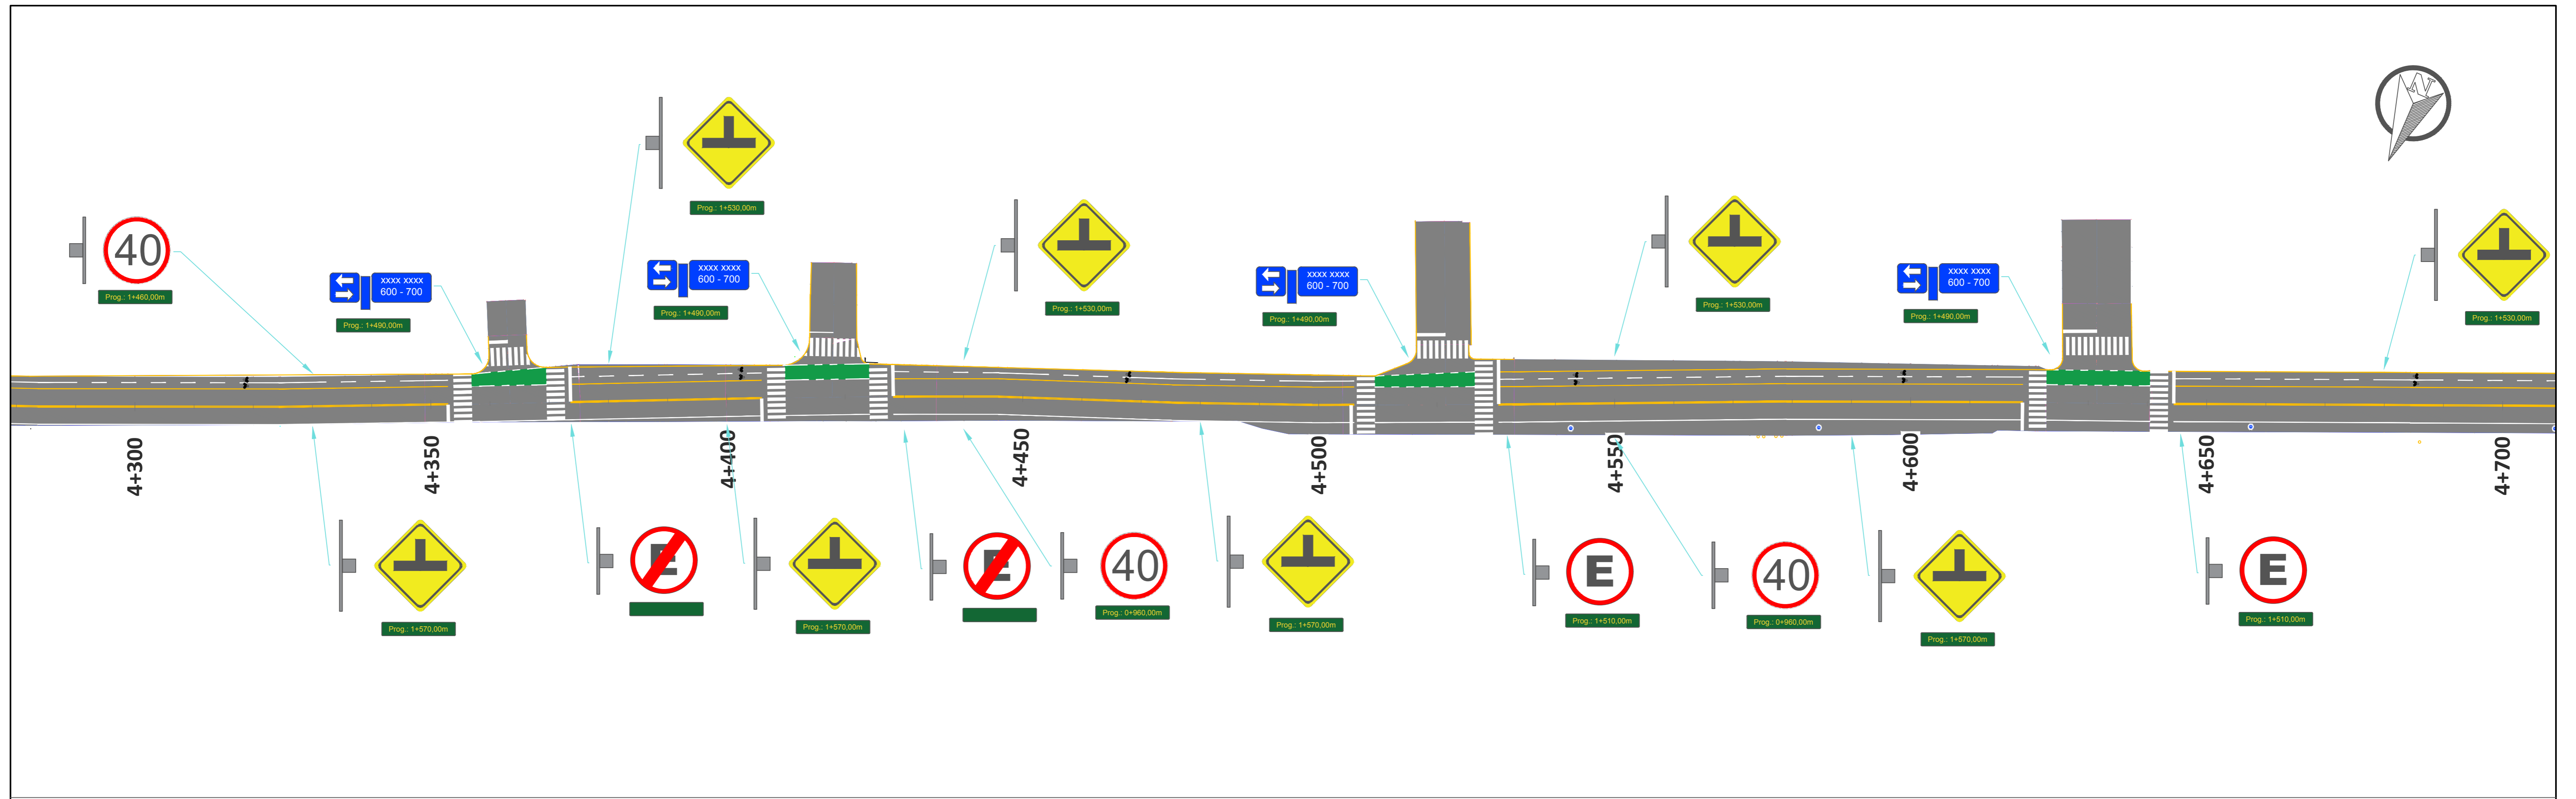 N
Prog.: 1+530,00m
40
Prog.: 1+460,00m
xxxx xxxx
600 - 700
Prog.: 1+490,00m
xxxx xxxx
600 - 700
Prog.: 1+490,00m
Prog.: 1+530,00m
xxxx xxxx
600 - 700
Prog.: 1+490,00m
Prog.: 1+530,00m
xxxx xxxx
600 - 700
Prog.: 1+490,00m
Prog.: 1+530,00m
4+300
4+350
4+400
4+450
4+500
4+550
4+600
4+650
4+700
Prog.: 1+570,00m
E
Prog.: 1+570,00m
E
40
Prog.: 0+960,00m
Prog.: 1+570,00m
E
Prog.: 1+510,00m
40
Prog.: 0+960,00m
Prog.: 1+570,00m
E
Prog.: 1+510,00m